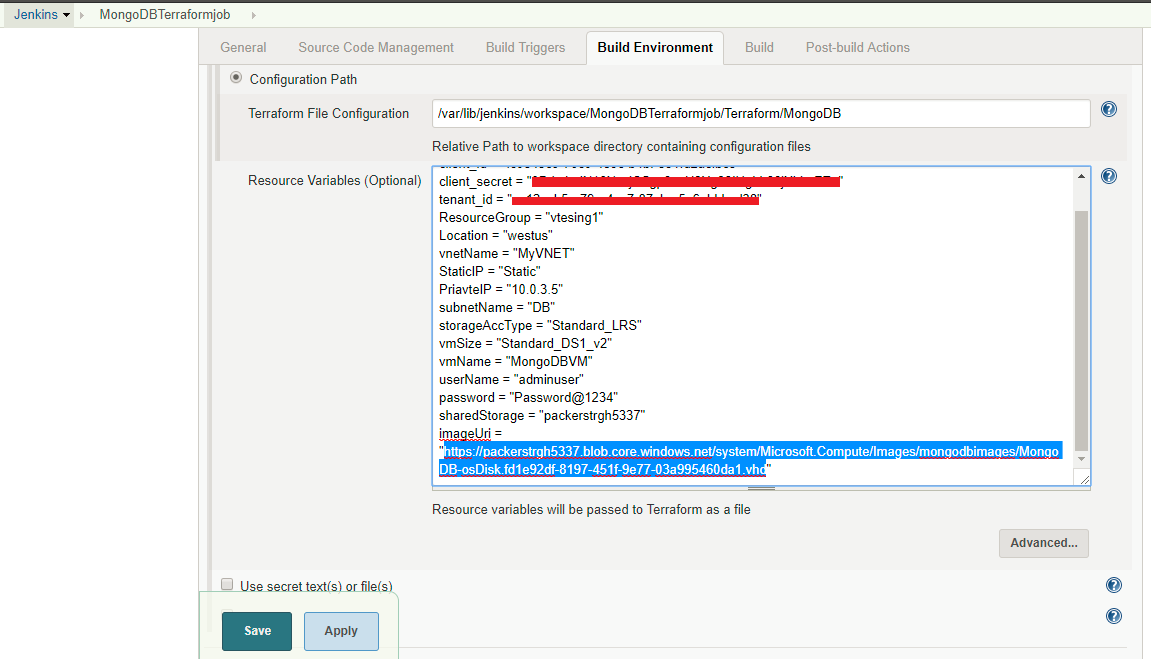 Jenkins MongoDBTerraformjob
General Source Code Management Build Triggers Build Environment Build Post-build Actions
Configuration Path
Terraform File Configuration /var/lib/jenkins/workspace/MongoDBTerraformjob/Terraform/MongoDB
Relative Path to workspace directory containing configuration files
Resource Variables (Optional)
client_secret = "
tenant_id = "
ResourceGroup = "vtesing1"
Location = "westus"
vnetName = "MyVNET"
StaticIP = "Static"
PriavteIP = "10.0.3.5"
subnetName = "DB"
storageAccType = "Standard_LRS"
vmSize = "Standard_DS1_v2"
vmName = "MongoDBVM"
userName = "adminuser"
password = "Password@1234"
sharedStorage = "packerstrgh5337"
imageUri =
"https://packerstrgh5337.blob.core.windows.net/system/Microsoft.Compute/Images/mongodbimages/Mongo
DB-osDisk.fd1e92df-8197-451f-9e77-03a995460da1.vhd"
Resource variables will be passed to Terraform as a file
Advanced...
Use secret text(s) or file(s)
Save Apply